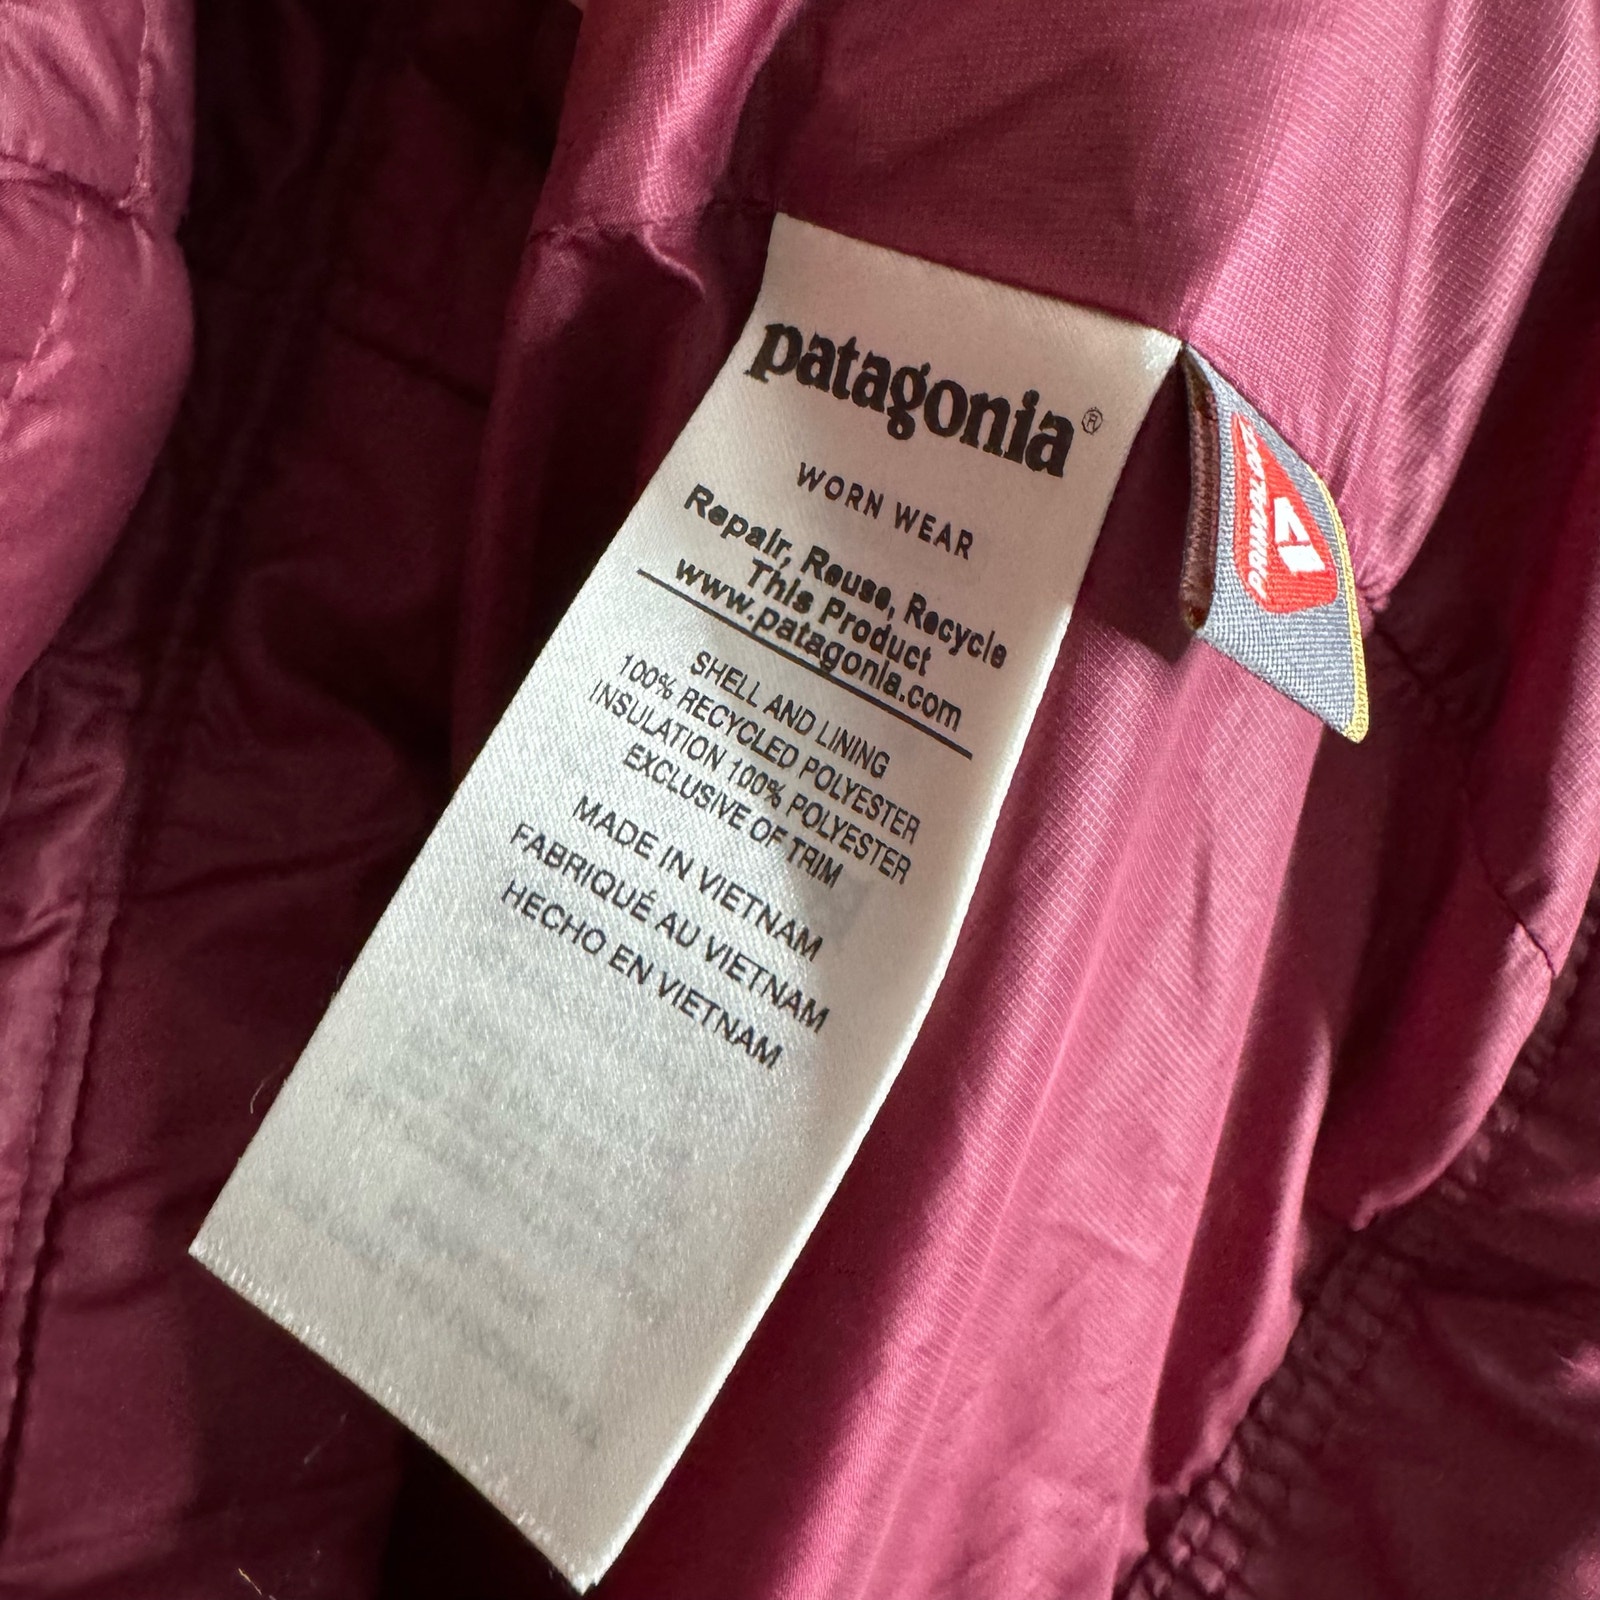 patagonia®
WORN WEAR
Repair, Reuse, Recycle
This Product
www.patagonia.com
SHELL AND LINING
100% RECYCLED POLYESTER
INSULATION 100% POLYESTER
EXCLUSIVE OF TRIM
MADE IN VIETNAM
FABRIQUÉ AU VIETNAM
HECHO EN VIETNAM
PRIMALOFT